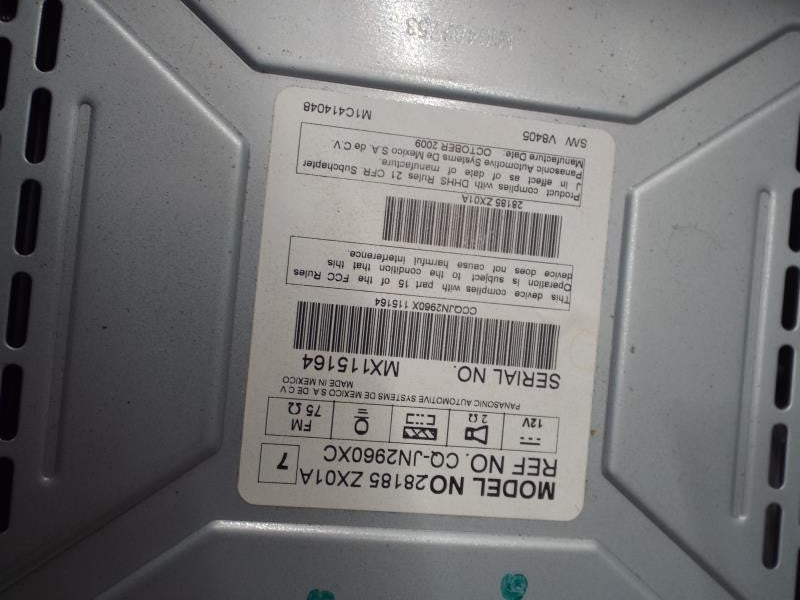 MODEL NO.28185 ZX01A
REF NO. CQ-JN2960XC
7
12V
2Ω
FM
75Ω
PANASONIC AUTOMOTIVE SYSTEMS DE MEXICO S.A. DE C.V.
MADE IN MEXICO
SERIAL NO. MX115164
CCQJN2960X 115164
This device complies with part 15 of the FCC Rules
Operation is subject to the condition that this
device does not cause harmful interference.
28185 ZX01A
Product complies with DHHS Rules 21 CFR Subchapter
J in effect as of date of manufacture.
Panasonic Automotive Systems De Mexico S.A. de C.V.
Manufacture Date: OCTOBER 2009
S/W V8405
M1C414048